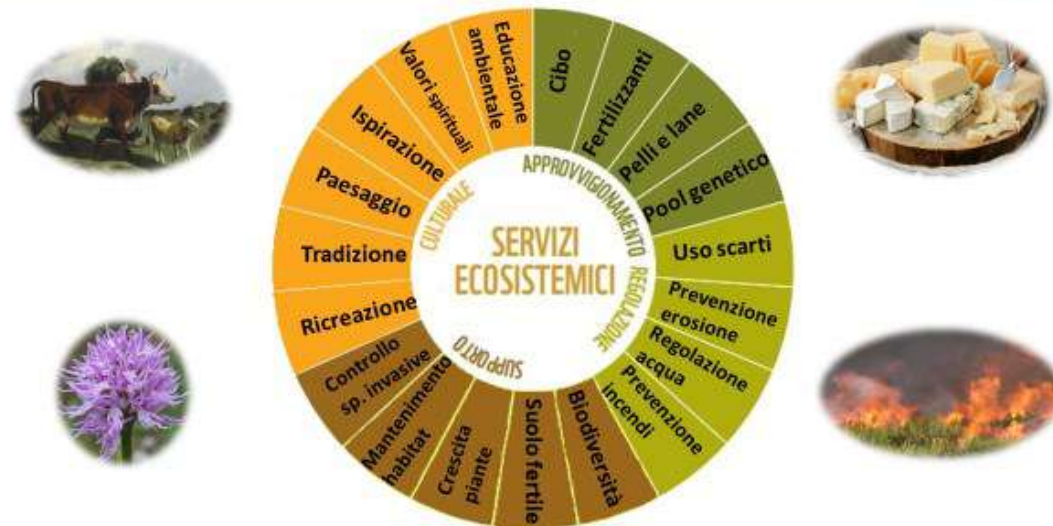 SERVIZI
ECOSISTEMICI
APPROVVIGIONAMENTO
Cibo
Fertilizzanti
Pelli e lane
Pool genetico
REGOLAZIONE
Uso scarti
Prevenzione
erosione
Regolazione
acqua
Prevenzione
incendi
SUPPORTO
Biodiversità
Suolo fertile
Crescita
piante
Mantenimento
habitat
Controllo
sp. invasive
CULTURALE
Ricreazione
Tradizione
Paesaggio
Ispirazione
Valori spirituali
Educazione
ambientale